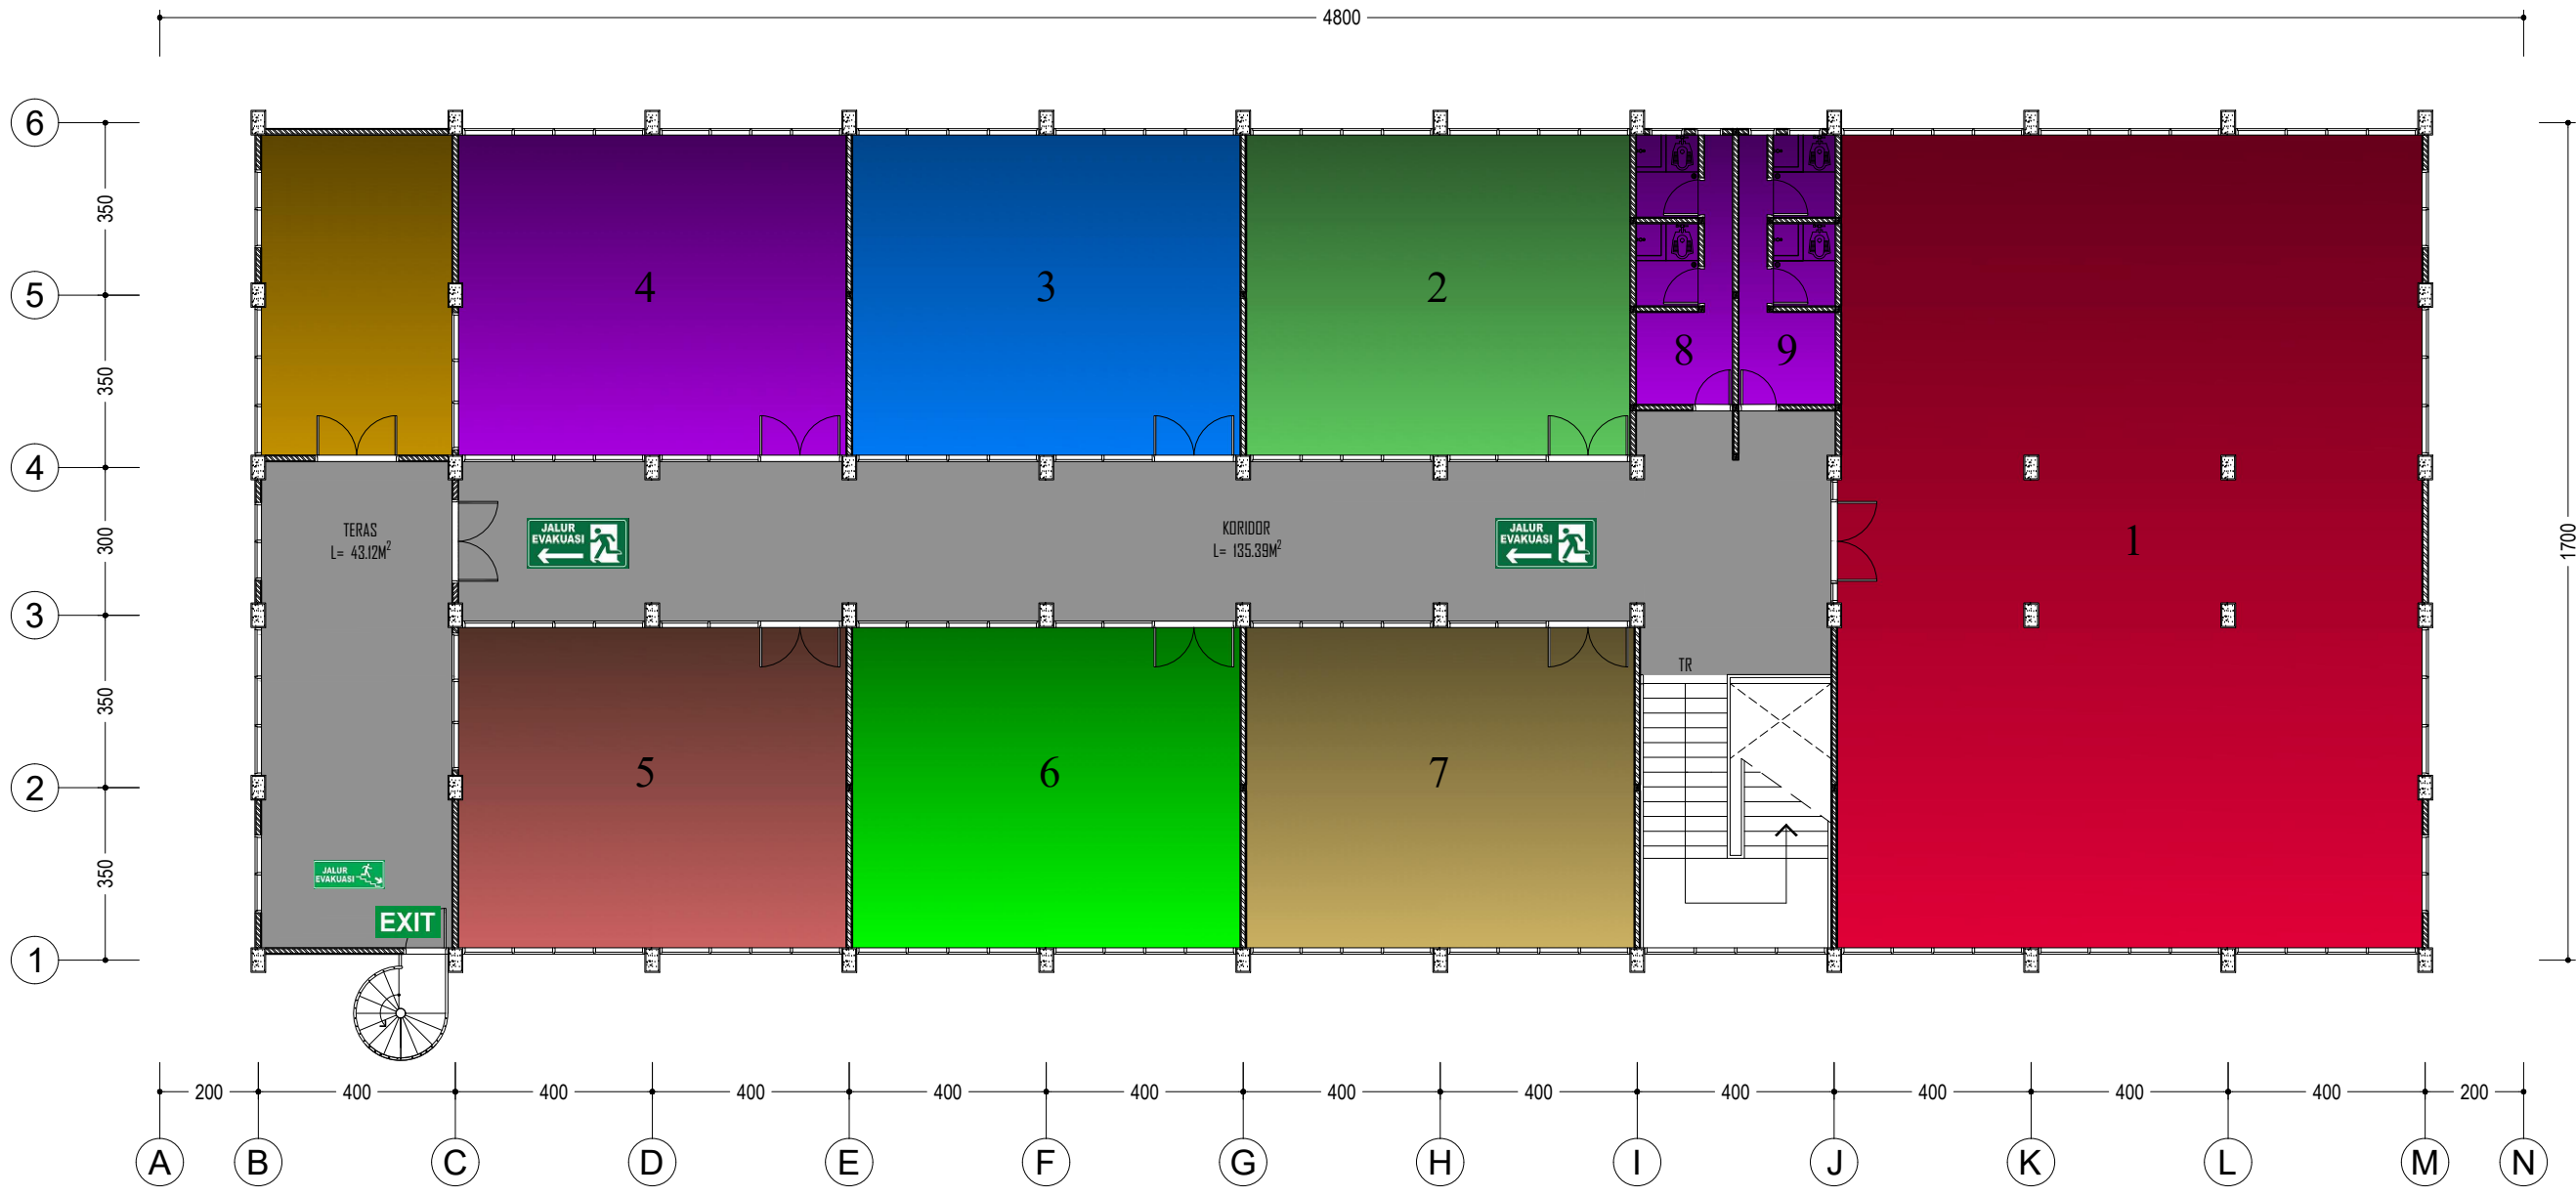 4800
6
350
5
350
4
300
3
350
2
350
1
1700
4
3
2
8
9
1
TERAS
L= 43.12M²
JALUR
EVAKUASI
KORIDOR
L= 135.39M²
JALUR
EVAKUASI
TR
5
6
7
JALUR
EVAKUASI
EXIT
200
400
400
400
400
400
400
400
400
400
400
400
200
A
B
C
D
E
F
G
H
I
J
K
L
M
N